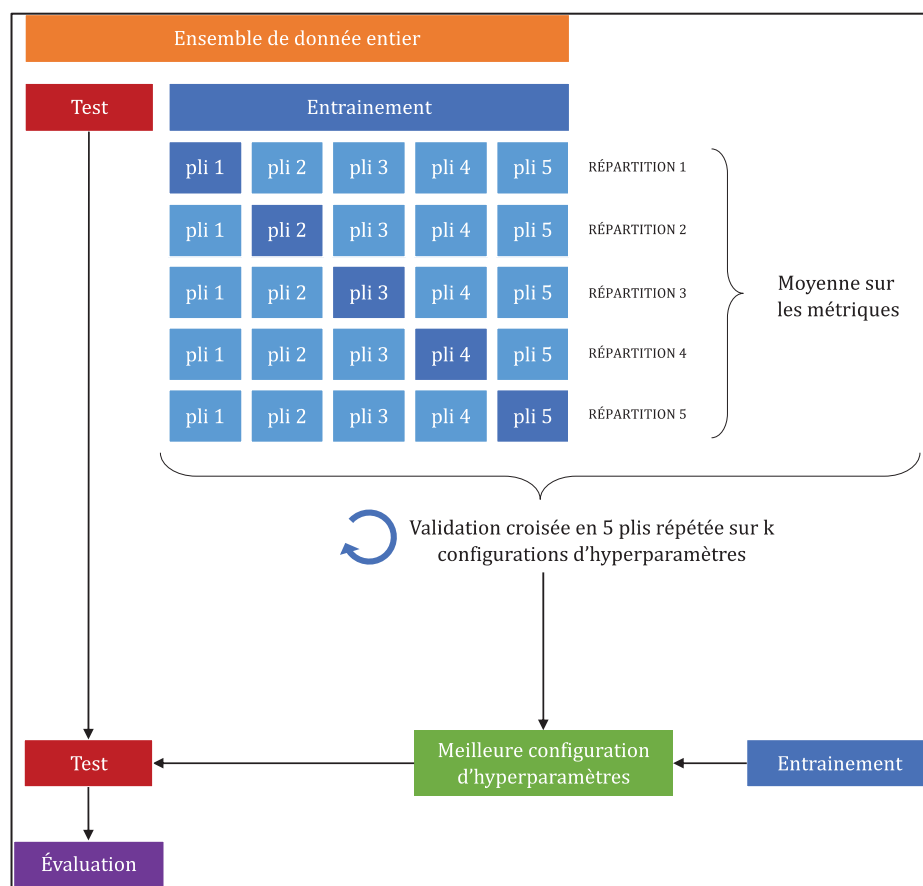 Ensemble de donnée entier
Test
Entrainement
pli 1 pli 2 pli 3 pli 4 pli 5 RÉPARTITION 1
pli 1 pli 2 pli 3 pli 4 pli 5 RÉPARTITION 2
pli 1 pli 2 pli 3 pli 4 pli 5 RÉPARTITION 3
pli 1 pli 2 pli 3 pli 4 pli 5 RÉPARTITION 4
pli 1 pli 2 pli 3 pli 4 pli 5 RÉPARTITION 5
Moyenne sur
les métriques
Validation croisée en 5 plis répétée sur k
configurations d'hyperparamètres
Test
Meilleure configuration
d'hyperparamètres
Entrainement
Évaluation